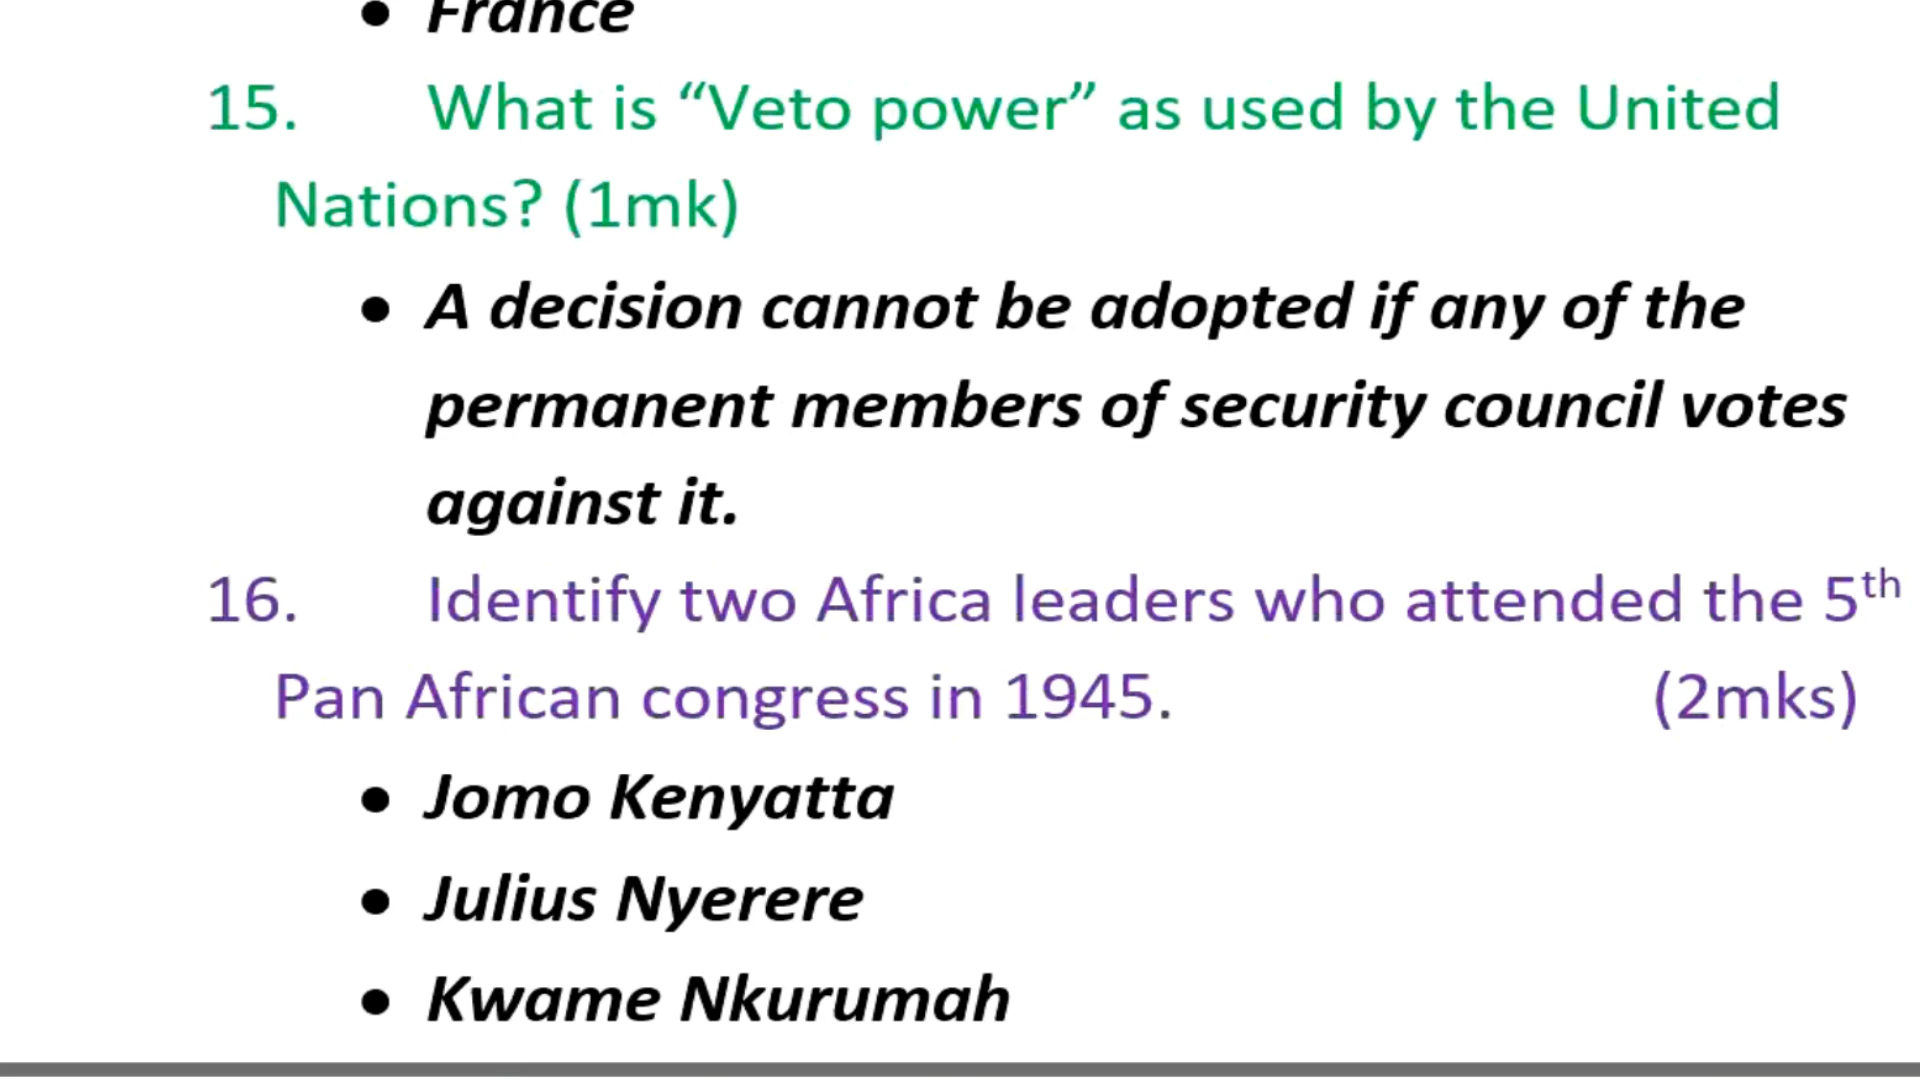 • France
15. What is “Veto power” as used by the United
Nations? (1mk)
• A decision cannot be adopted if any of the
permanent members of security council votes
against it.
16. Identify two Africa leaders who attended the 5th
Pan African congress in 1945. (2mks)
• Jomo Kenyatta
• Julius Nyerere
• Kwame Nkurumah